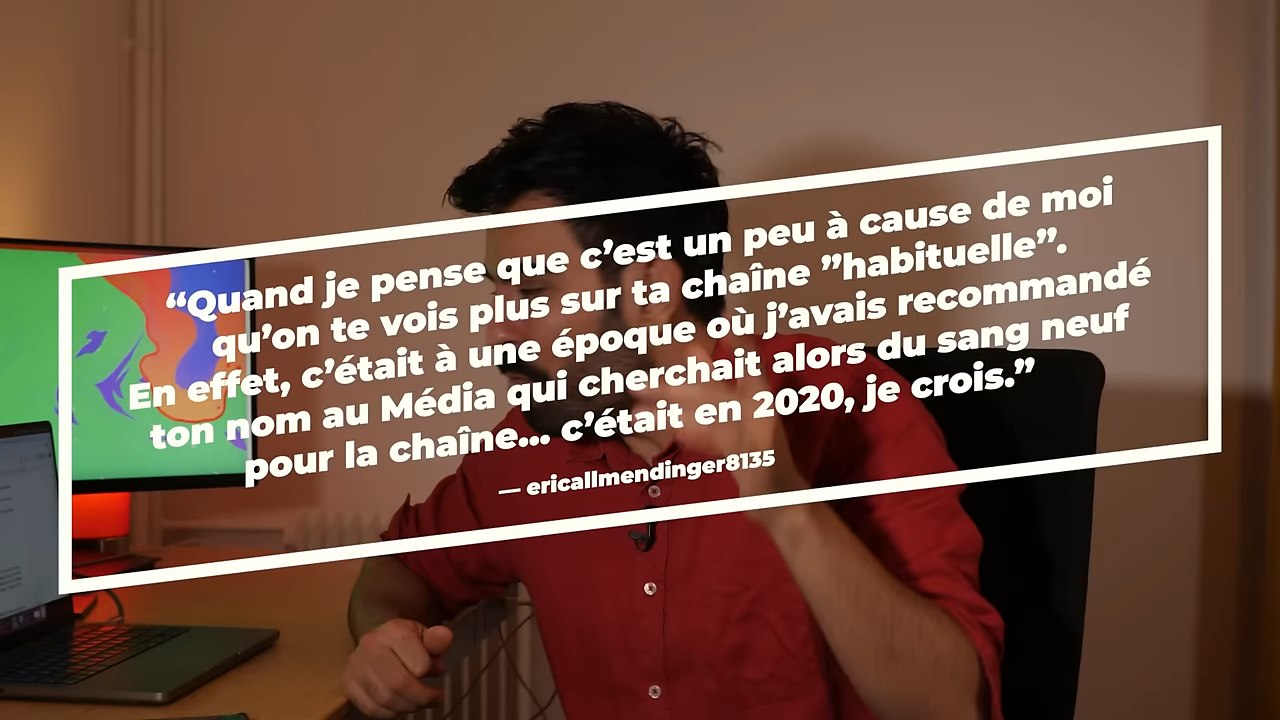 “Quand je pense que c’est un peu à cause de moi
qu’on te vois plus sur ta chaîne ”habituelle”.
En effet, c’était à une époque où j’avais recommandé
ton nom au Média qui cherchait alors du sang neuf
pour la chaîne... c’était en 2020, je crois.”
— ericallmendinger8135